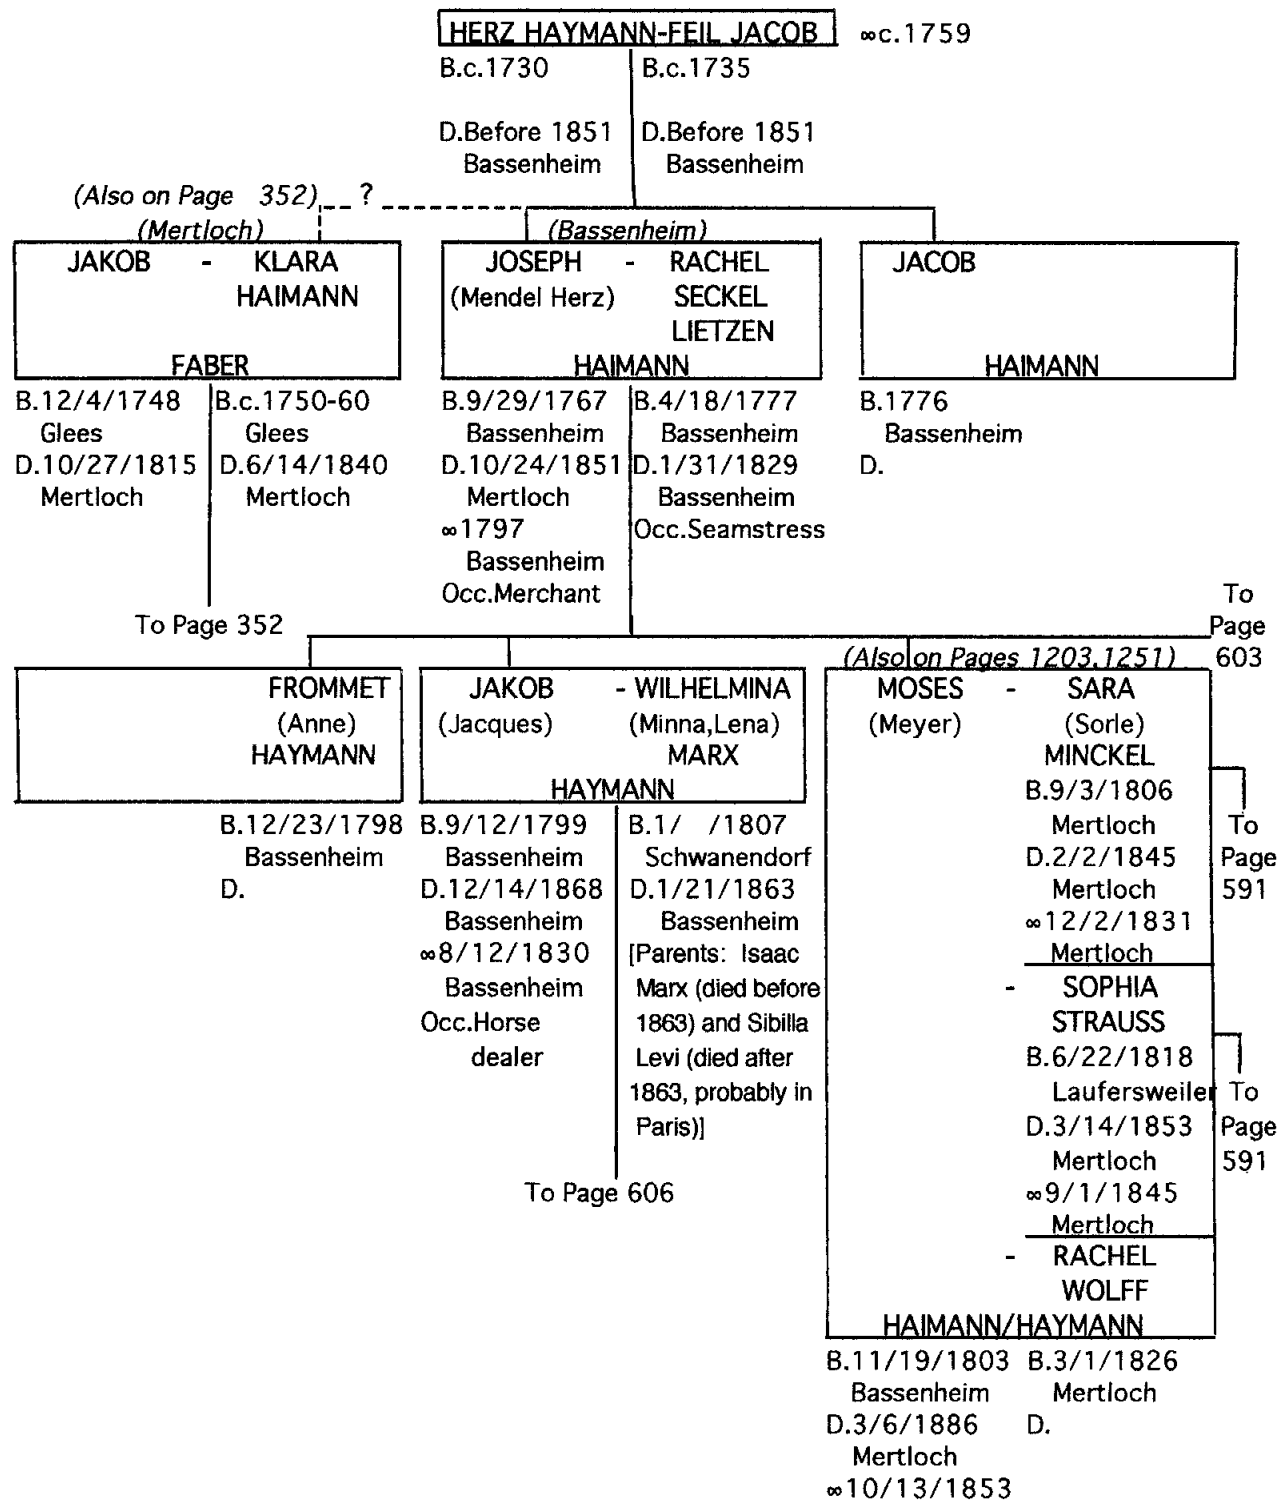 HERZ HAYMANN-FEIL JACOB ∞c.1759
B.c.1730 B.c.1735
D.Before 1851 D.Before 1851
Bassenheim Bassenheim
(Also on Page 352) ?
(Mertloch) (Bassenheim)
JAKOB - KLARA JOSEPH - RACHEL JACOB
HAIMANN (Mendel Herz) SECKEL
LIETZEN
FABER HAIMANN HAIMANN
B.12/4/1748 B.c.1750-60 B.9/29/1767 B.4/18/1777 B.1776
Glees Glees Bassenheim Bassenheim Bassenheim
D.10/27/1815 D.6/14/1840 D.10/24/1851 D.1/31/1829 D.
Mertloch Mertloch Mertloch Bassenheim
∞1797 Occ.Seamstress
Bassenheim
Occ.Merchant To
To Page 352 Page
(Also on Pages 1203,1251) 603
FROMMET JAKOB - WILHELMINA MOSES - SARA
(Anne) (Jacques) (Minna,Lena) (Meyer) (Sorle)
HAYMANN MARX MINCKEL
HAYMANN B.9/3/1806
B.12/23/1798 B.9/12/1799 B.1/ /1807 Mertloch To
Bassenheim Bassenheim Schwanendorf D.2/2/1845 Page
D. D.12/14/1868 D.1/21/1863 Mertloch 591
Bassenheim Bassenheim ∞12/2/1831
∞8/12/1830 [Parents: Isaac Mertloch
Bassenheim Marx (died before - SOPHIA
Occ.Horse 1863) and Sibilla STRAUSS
dealer Levi (died after B.6/22/1818
1863, probably in Laufersweiler To
Paris)] D.3/14/1853 Page
Mertloch 591
To Page 606 ∞9/1/1845
Mertloch
- RACHEL
WOLFF
HAIMANN/HAYMANN
B.11/19/1803 B.3/1/1826
Bassenheim Mertloch
D.3/6/1886 D.
Mertloch
∞10/13/1853